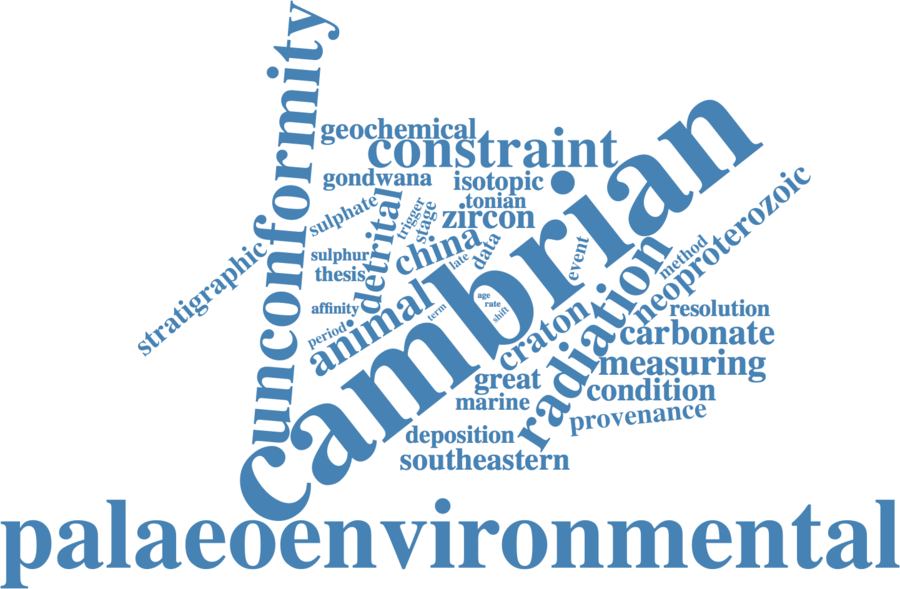 unconformity
geochemical
constraint
cambrian
gondwana
isotopic
tonian
zircon
sulphate
detrital
trigger
stage
china
late
data
event
sulphur
thesis
stratigraphic
neoproterozoic
method
radiation
affinity
animal
term
age
rate
shift
period
craton
resolution
carbonate
measuring
great
condition
marine
provenance
deposition
southeastern
palaeoenvironmental